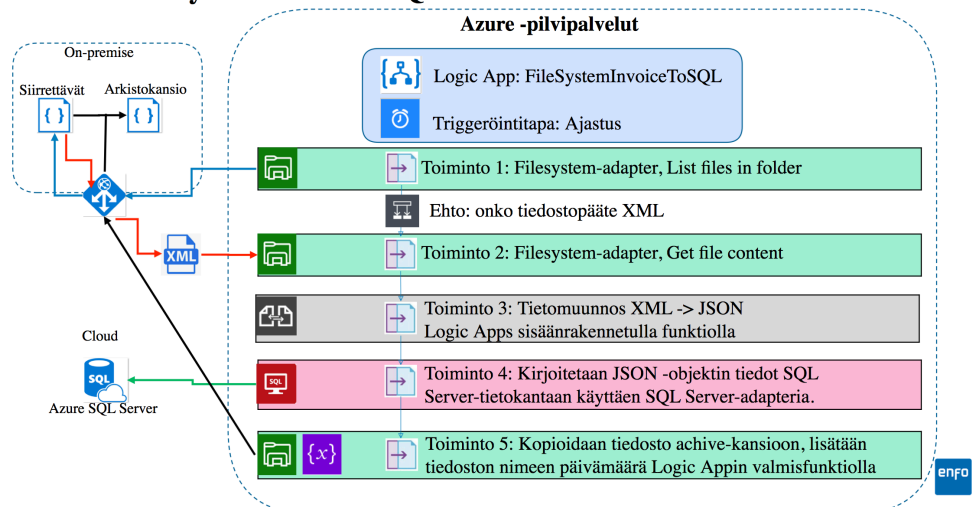 Azure -pilvipalvelut
On-premise
Siirrettävät
Arkistokansio
{ }
{ }
Logic App: FileSystemInvoiceToSQL
Triggeröintitapa: Ajastus
Toiminto 1: Filesystem-adapter, List files in folder
Ehto: onko tiedostopääte XML
XML
Toiminto 2: Filesystem-adapter, Get file content
Toiminto 3: Tietomuunnos XML -> JSON
Logic Apps sisäänrakennetulla funktiolla
Cloud
SQL
Azure SQL Server
SQL
Toiminto 4: Kirjoitetaan JSON -objektin tiedot SQL
Server-tietokantaan käyttäen SQL Server-adapteria.
{x}
Toiminto 5: Kopioidaan tiedosto achive-kansioon, lisätään
tiedoston nimeen päivämäärä Logic Appin valmisfunktiolla
enfo